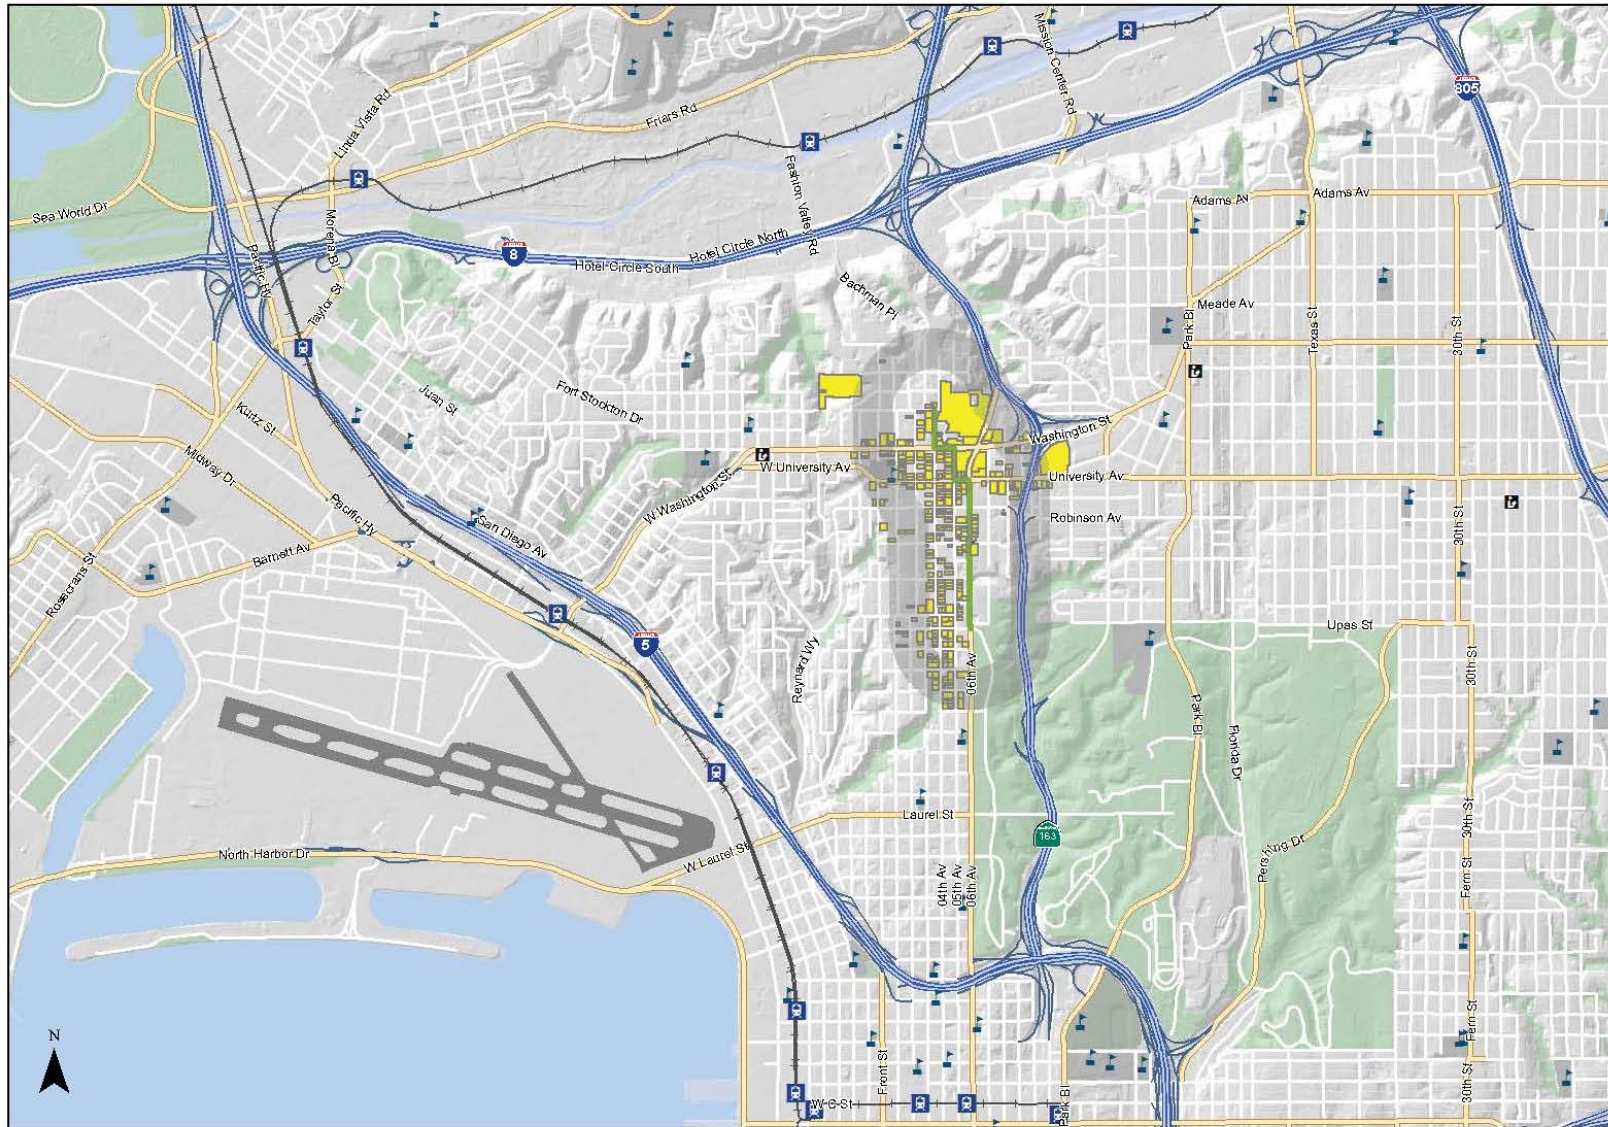 Mission Center Rd
Linda Vista Rd
Friars Rd
805
Fashion Valley Rd
Sea World Dr
Morena Bl
Adams Av
Adams Av
Pacific Hy
8
Hotel Circle North
Hotel Circle South
Taylor St
Bachman Pl
Meade Av
Park Bl
Texas St
30th St
Juan St
Fort Stockton Dr
Kurtz St
Washington St
Midway Dr
W University Av
University Av
W Washington St
Pacific Hy
San Diego Av
Robinson Av
30th St
Barnett Av
Rosecrans St
5
Upas St
Reynard Wy
06th Av
30th St
Park Bl
Florida Dr
Laurel St
163
30th St
North Harbor Dr
W Laurel St
Pershing Dr
04th Av
05th Av
06th Av
Fern St
Fern St
N
Front St
30th St
W C St
Park Bl